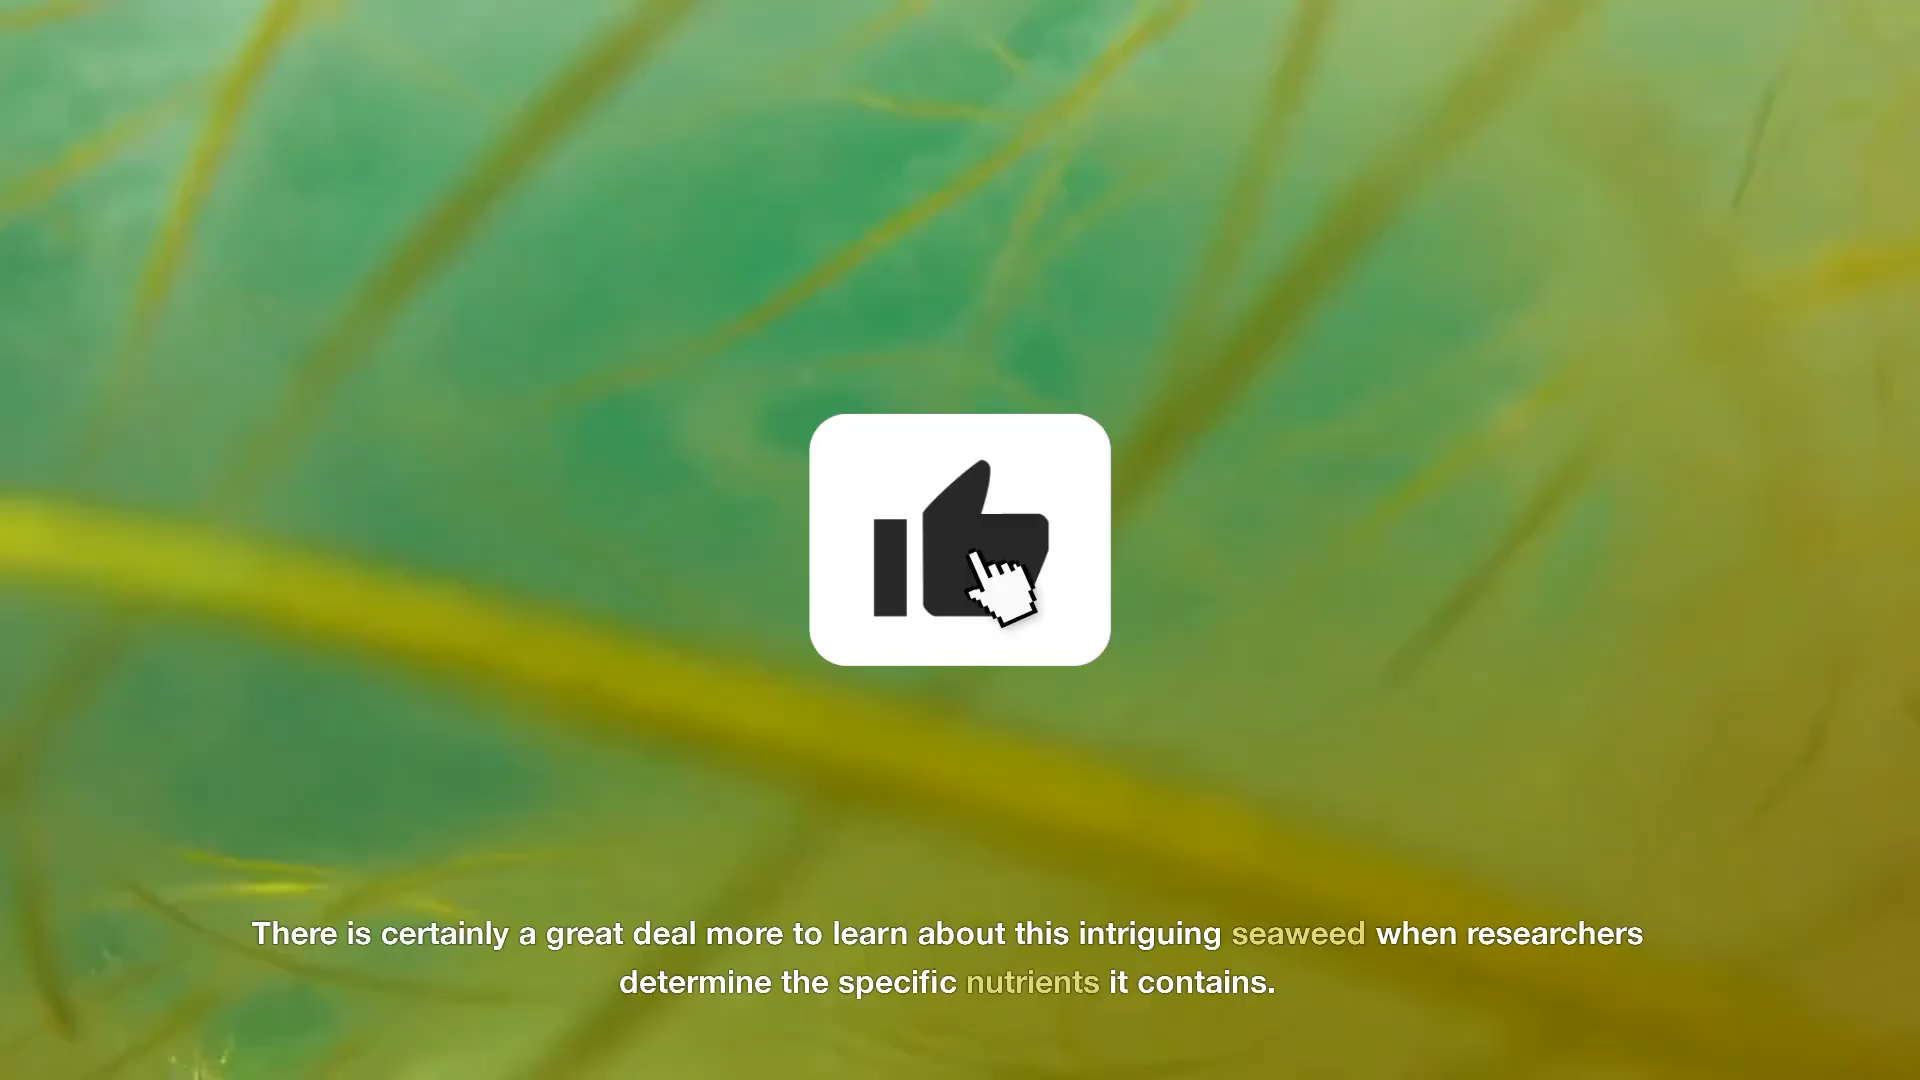 There is certainly a great deal more to learn about this intriguing seaweed when researchers
determine the specific nutrients it contains.